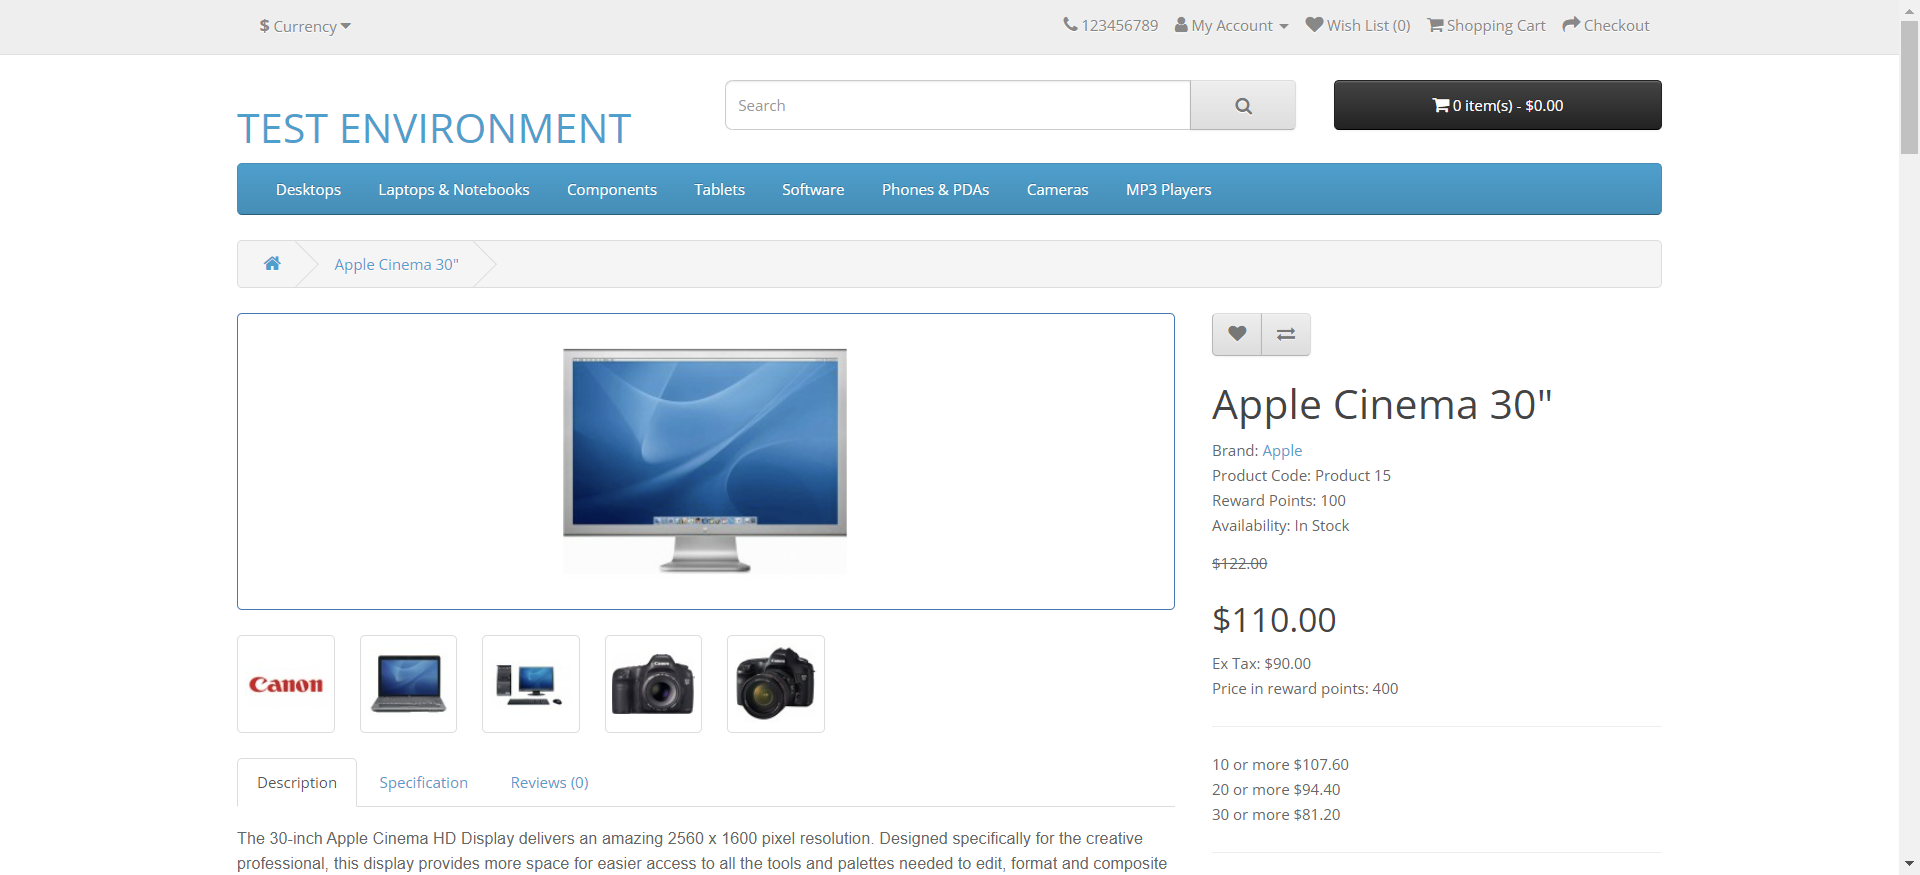 $ Currency
123456789 My Account Wish List (0) Shopping Cart Checkout
TEST ENVIRONMENT
Search
0 item(s) - $0.00
Desktops Laptops & Notebooks Components Tablets Software Phones & PDAs Cameras MP3 Players
Apple Cinema 30"
Canon
Description Specification Reviews (0)
The 30-inch Apple Cinema HD Display delivers an amazing 2560 x 1600 pixel resolution. Designed specifically for the creative
professional, this display provides more space for easier access to all the tools and palettes needed to edit, format and composite
Apple Cinema 30"
Brand: Apple
Product Code: Product 15
Reward Points: 100
Availability: In Stock
$122.00
$110.00
Ex Tax: $90.00
Price in reward points: 400
10 or more $107.60
20 or more $94.40
30 or more $81.20